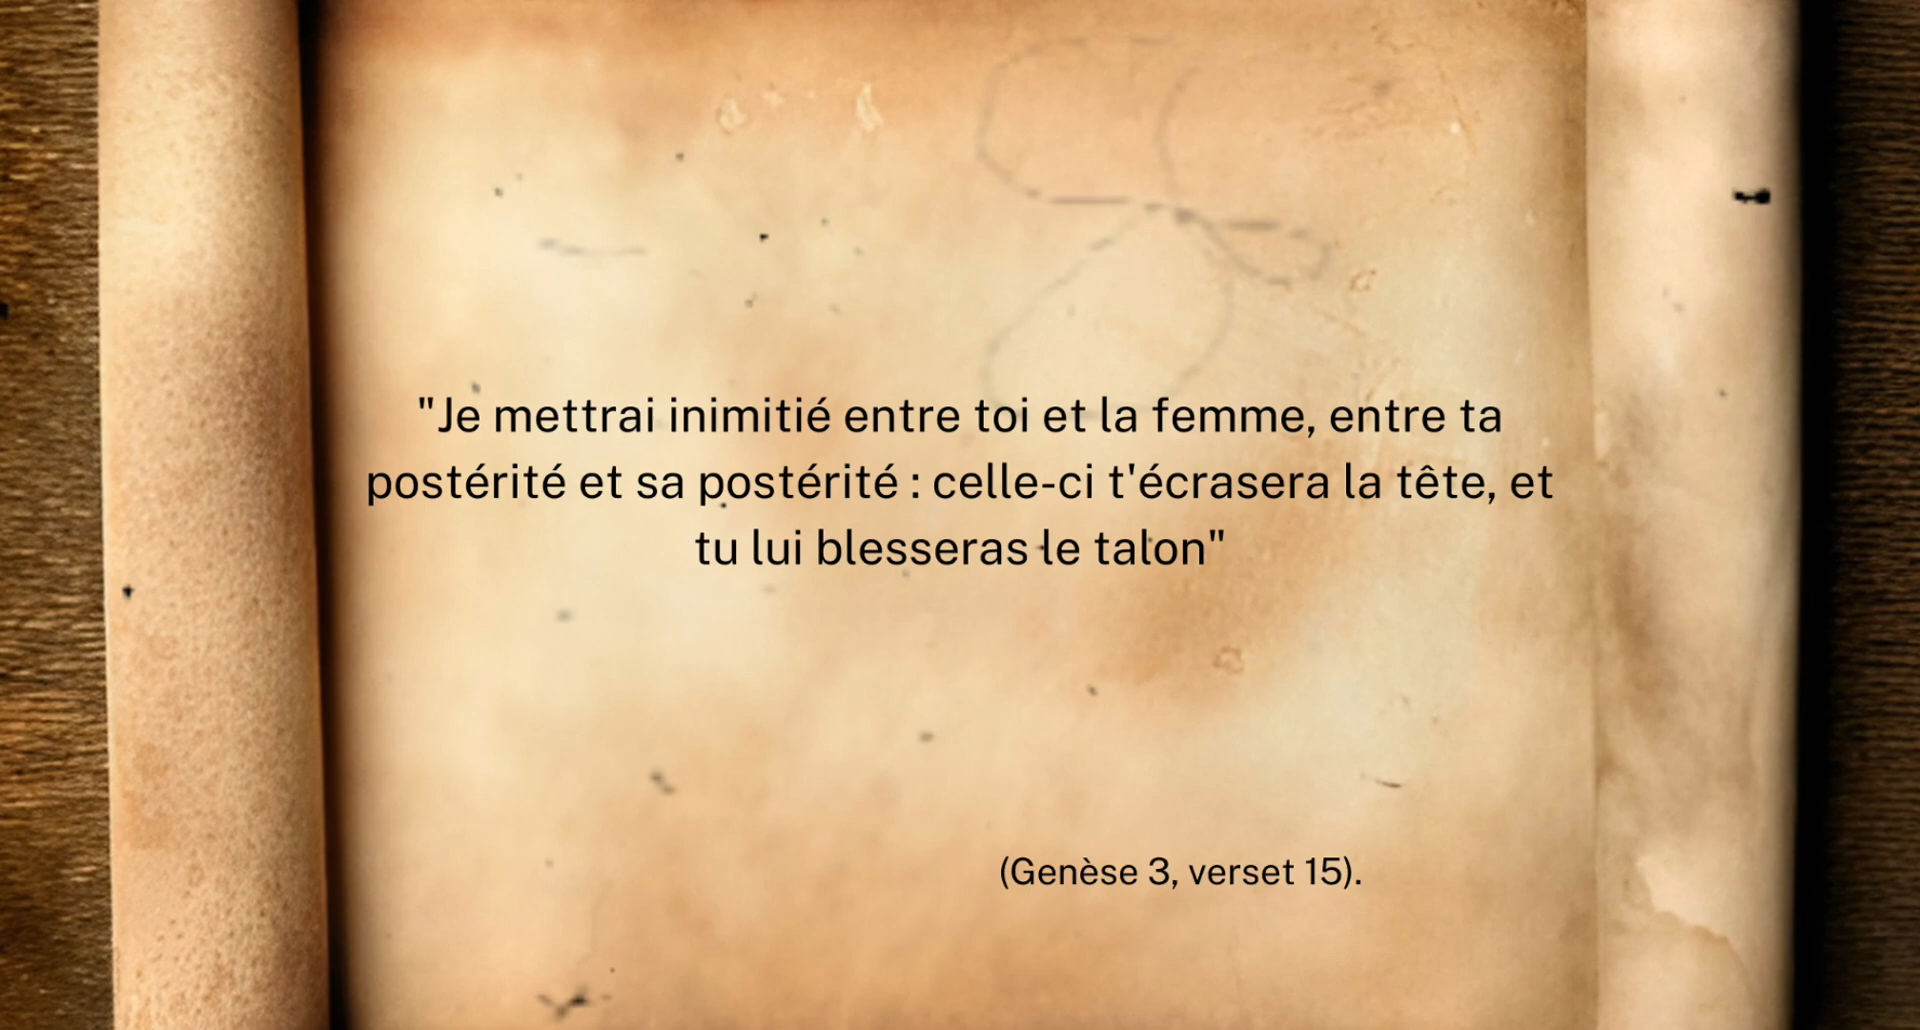 "Je mettrai inimitié entre toi et la femme, entre ta
postérité et sa postérité : celle-ci t'écrasera la tête, et
tu lui blesseras le talon"
(Genèse 3, verset 15).